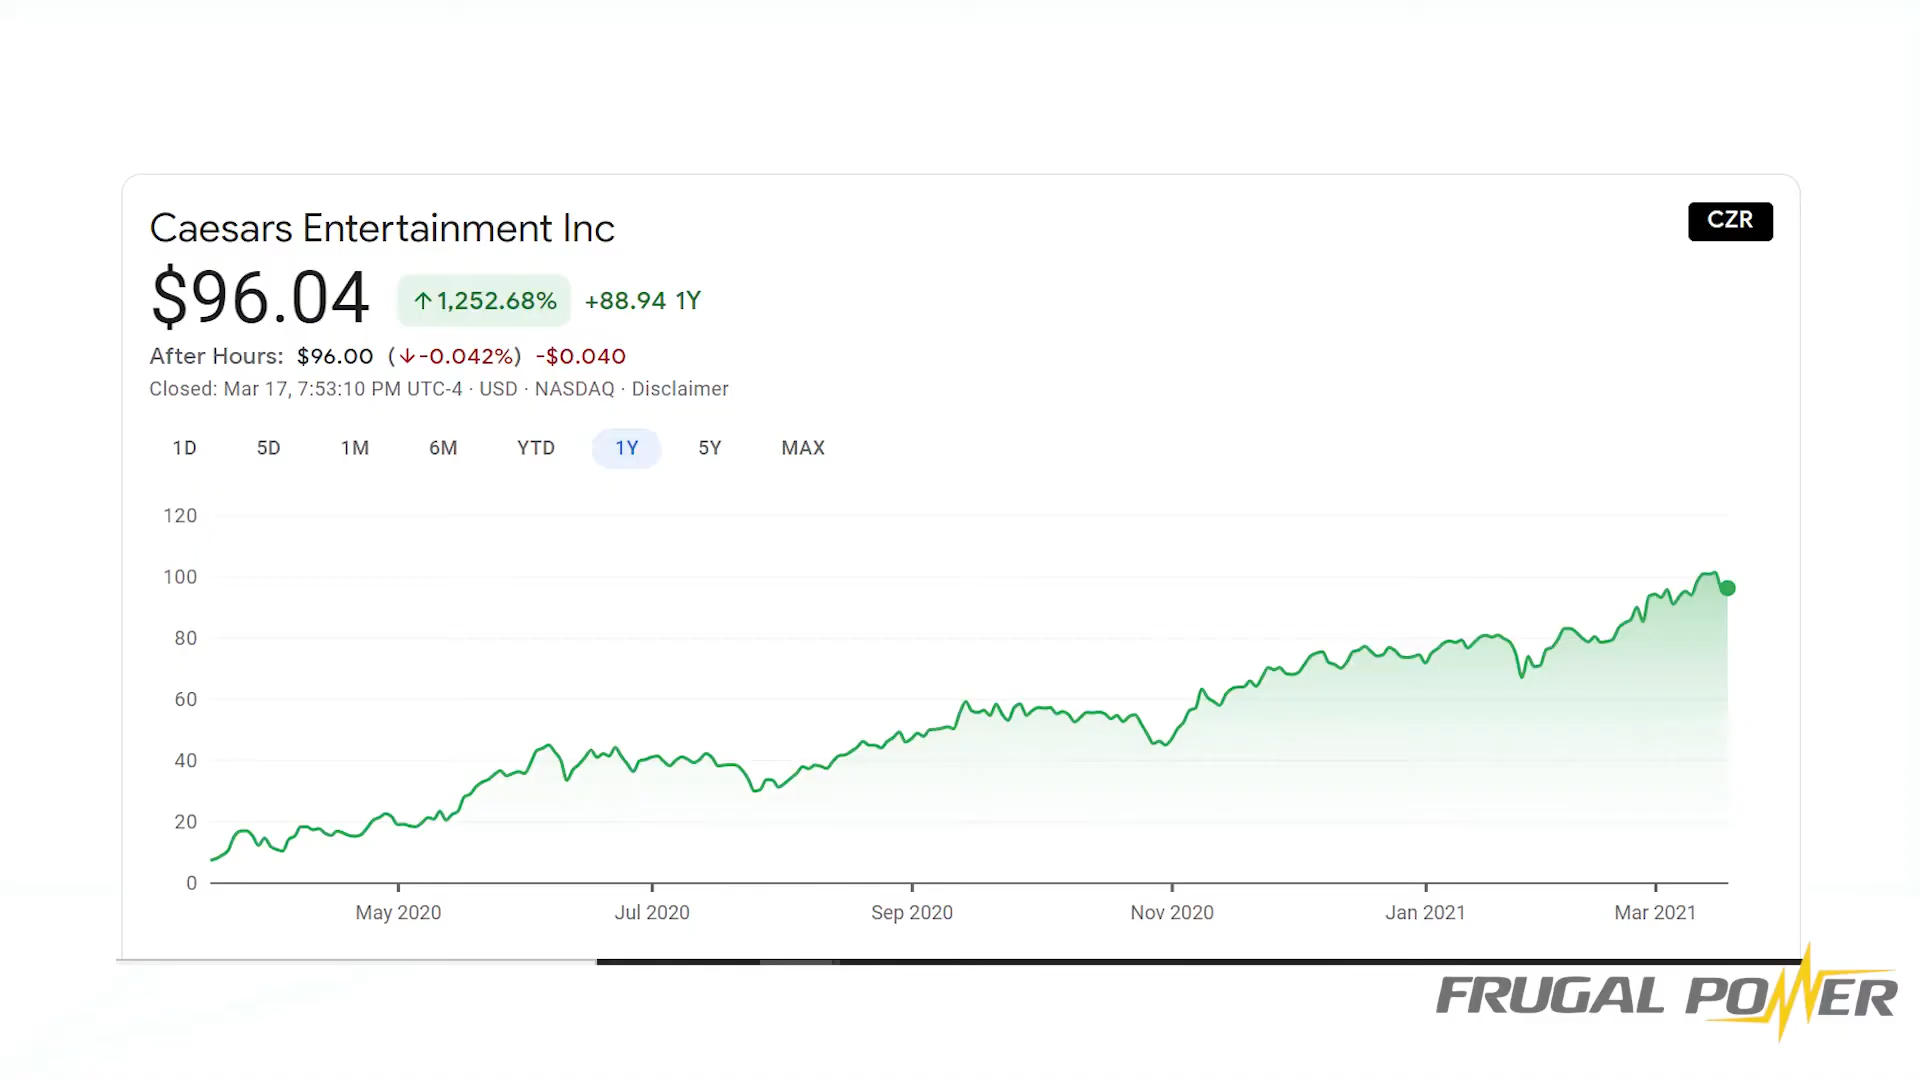 Caesars Entertainment Inc
CZR
$96.04 ↑1,252.68% +88.94 1Y
After Hours: $96.00 (↓-0.042%) -$0.040
Closed: Mar 17, 7:53:10 PM UTC-4 · USD · NASDAQ · Disclaimer
1D 5D 1M 6M YTD 1Y 5Y MAX
120
100
80
60
40
20
0
May 2020 Jul 2020 Sep 2020 Nov 2020 Jan 2021 Mar 2021
FRUGAL POWER